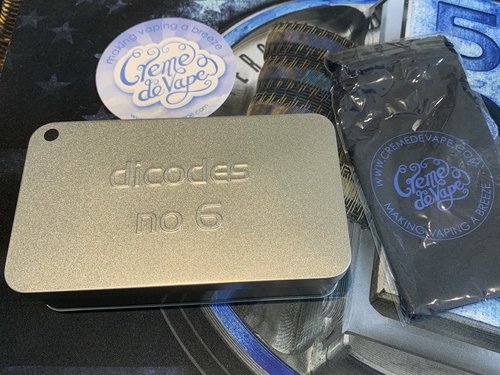 making vaping a breeze
Creme
de Vape
dicodes
no 6
WWW.CREMEDEVAPE.COM
Creme
de Vape
MAKING VAPING A BREEZE
5